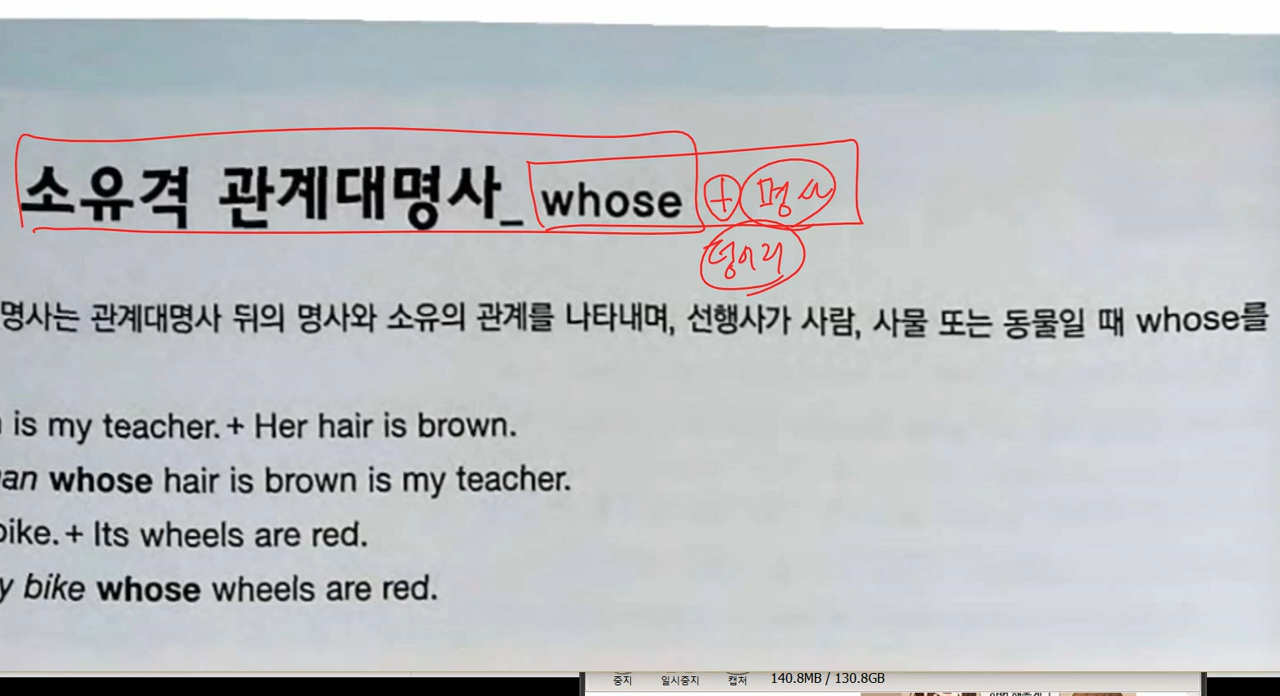 소유격 관계대명사_ whose + 명사
덩어리
명사는 관계대명사 뒤의 명사와 소유의 관계를 나타내며, 선행사가 사람, 사물 또는 동물일 때 whose를
is my teacher. + Her hair is brown.
an whose hair is brown is my teacher.
bike. + Its wheels are red.
y bike whose wheels are red.
중지 일시중지 캡처 140.8MB / 130.8GB